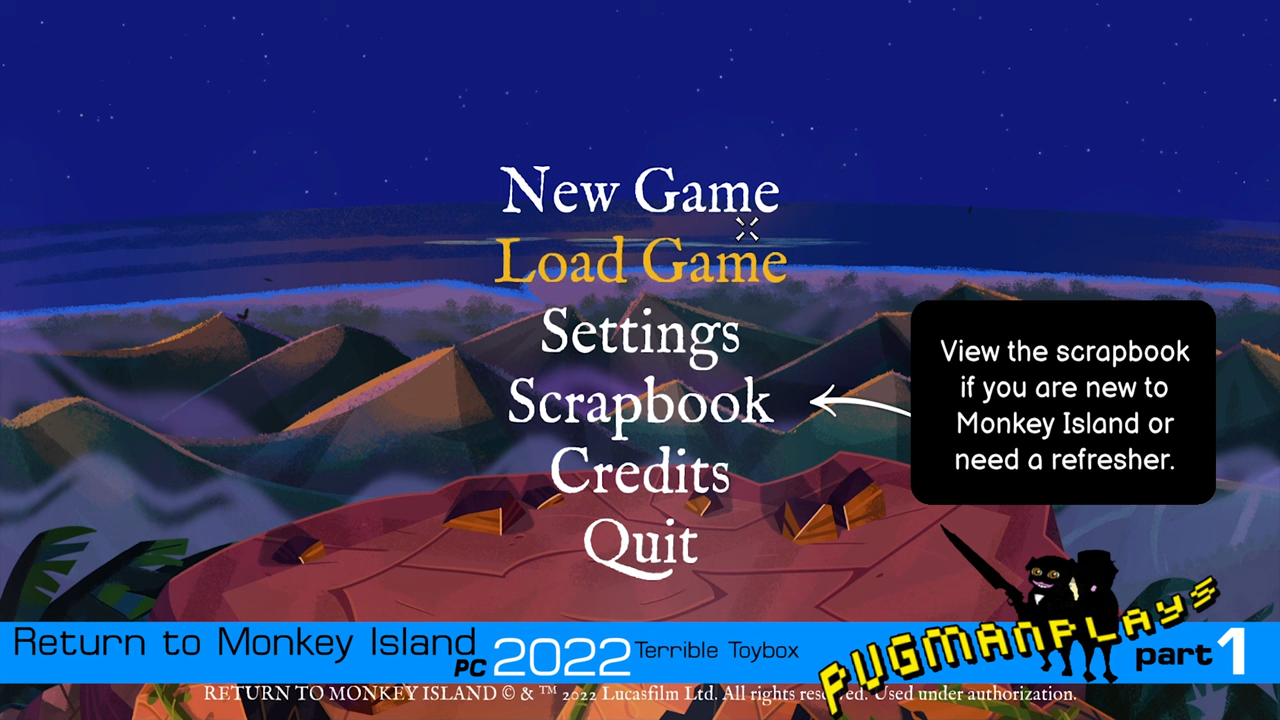 New Game
Load Game
Settings
Scrapbook
Credits
Quit
View the scrapbook
if you are new to
Monkey Island or
need a refresher.
Return to Monkey Island
PC 2022 Terrible Toybox
PUGMANPLAYS
part 1
RETURN TO MONKEY ISLAND © & ™ 2022 Lucasfilm Ltd. All rights ed. Used under authorization.